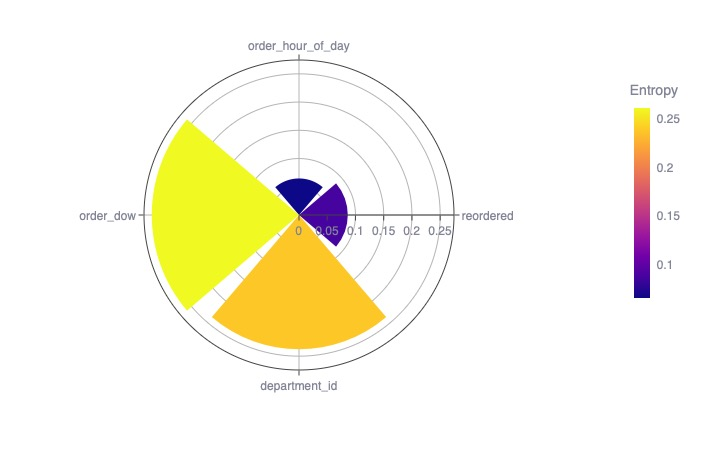 order_hour_of_day
Entropy
0.25
0.2
0.15
0.1
order_dow
reordered
0 0.05 0.1 0.15 0.2 0.25
department_id